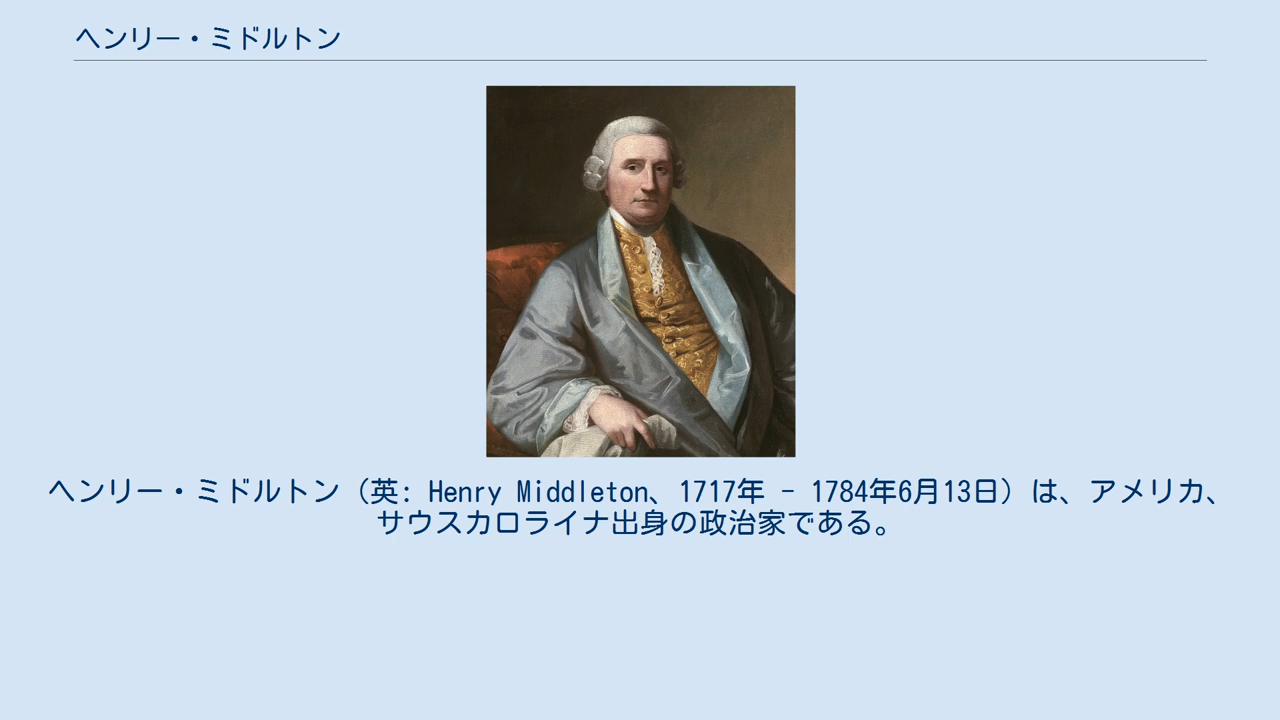 ヘンリー・ミドルトン
ヘンリー・ミドルトン（英: Henry Middleton、1717年 - 1784年6月13日）は、アメリカ、
サウスカロライナ出身の政治家である。